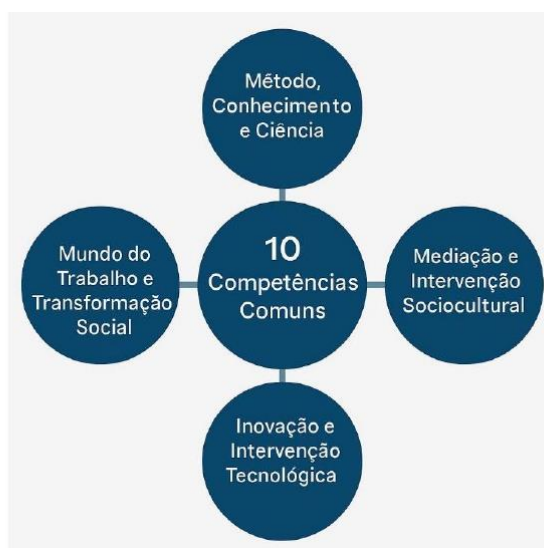 Método,
Conhecimento
e Ciência
Mundo do
Trabalho e
Transformação
Social
10
Competências
Comuns
Mediação e
Intervenção
Sociocultural
Inovação e
Intervenção
Tecnológica